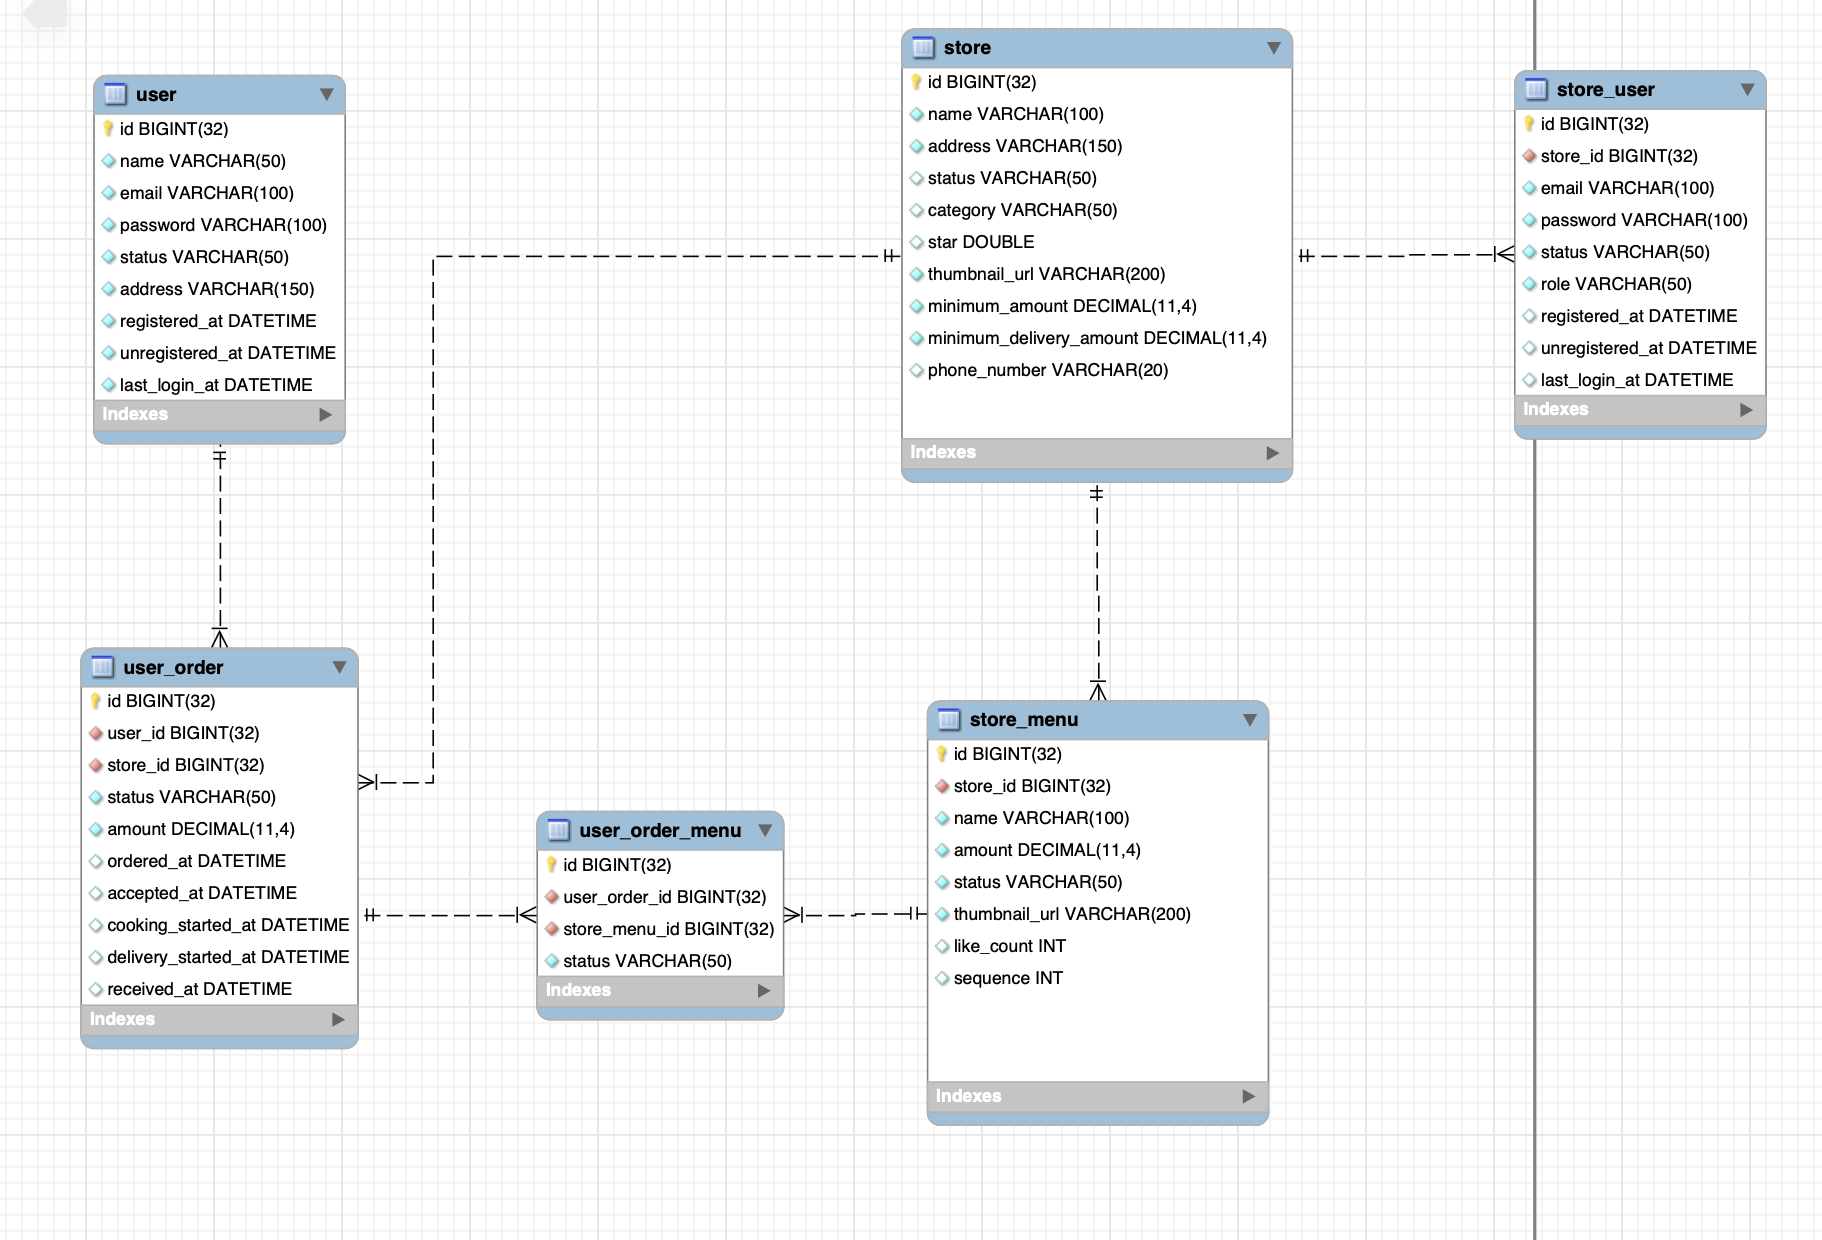 user
id BIGINT(32)
name VARCHAR(50)
email VARCHAR(100)
password VARCHAR(100)
status VARCHAR(50)
address VARCHAR(150)
registered_at DATETIME
unregistered_at DATETIME
last_login_at DATETIME
Indexes
store
id BIGINT(32)
name VARCHAR(100)
address VARCHAR(150)
status VARCHAR(50)
category VARCHAR(50)
star DOUBLE
thumbnail_url VARCHAR(200)
minimum_amount DECIMAL(11,4)
minimum_delivery_amount DECIMAL(11,4)
phone_number VARCHAR(20)
Indexes
store_user
id BIGINT(32)
store_id BIGINT(32)
email VARCHAR(100)
password VARCHAR(100)
status VARCHAR(50)
role VARCHAR(50)
registered_at DATETIME
unregistered_at DATETIME
last_login_at DATETIME
Indexes
user_order
id BIGINT(32)
user_id BIGINT(32)
store_id BIGINT(32)
status VARCHAR(50)
amount DECIMAL(11,4)
ordered_at DATETIME
accepted_at DATETIME
cooking_started_at DATETIME
delivery_started_at DATETIME
received_at DATETIME
Indexes
user_order_menu
id BIGINT(32)
user_order_id BIGINT(32)
store_menu_id BIGINT(32)
status VARCHAR(50)
Indexes
store_menu
id BIGINT(32)
store_id BIGINT(32)
name VARCHAR(100)
amount DECIMAL(11,4)
status VARCHAR(50)
thumbnail_url VARCHAR(200)
like_count INT
sequence INT
Indexes